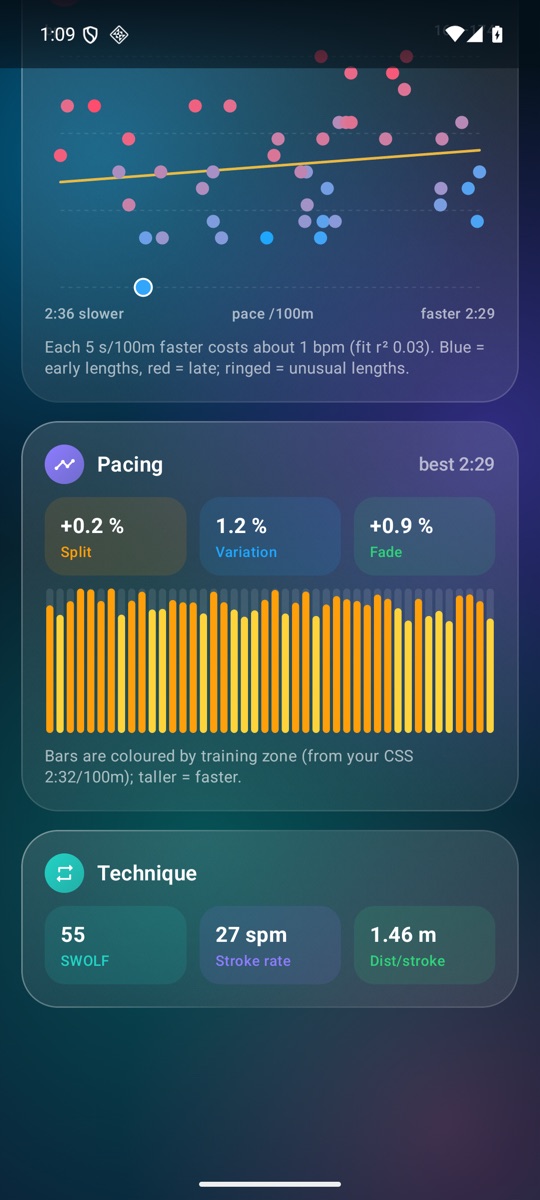 1:09
2:36 slower
pace /100m
faster 2:29
Each 5 s/100m faster costs about 1 bpm (fit r² 0.03). Blue =
early lengths, red = late; ringed = unusual lengths.
Pacing
best 2:29
+0.2 %
1.2 %
+0.9 %
Split
Variation
Fade
Bars are coloured by training zone (from your CSS
2:32/100m); taller = faster.
Technique
55
27 spm
1.46 m
SWOLF
Stroke rate
Dist/stroke